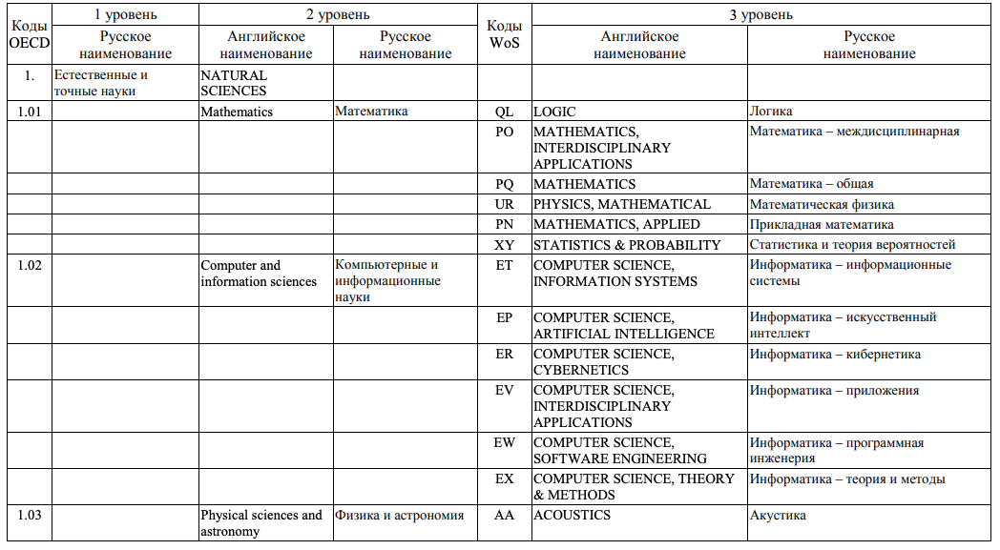 Коды OECD
1 уровень
2 уровень
Коды WoS
3 уровень
Русское наименование
Английское наименование
Русское наименование
Английское наименование
Русское наименование
1.
Естественные и
точные науки
NATURAL
SCIENCES
1.01
Mathematics
Математика
QL
LOGIC
Логика
PO
MATHEMATICS,
INTERDISCIPLINARY
APPLICATIONS
Математика – междисциплинарная
PQ
MATHEMATICS
Математика – общая
UR
PHYSICS, MATHEMATICAL
Математическая физика
PN
MATHEMATICS, APPLIED
Прикладная математика
XY
STATISTICS & PROBABILITY
Статистика и теория вероятностей
1.02
Computer and
information sciences
Компьютерные и
информационные
науки
ET
COMPUTER SCIENCE,
INFORMATION SYSTEMS
Информатика – информационные
системы
EP
COMPUTER SCIENCE,
ARTIFICIAL INTELLIGENCE
Информатика – искусственный
интеллект
ER
COMPUTER SCIENCE,
CYBERNETICS
Информатика – кибернетика
EV
COMPUTER SCIENCE,
INTERDISCIPLINARY
APPLICATIONS
Информатика – приложения
EW
COMPUTER SCIENCE,
SOFTWARE ENGINEERING
Информатика – программная
инженерия
EX
COMPUTER SCIENCE, THEORY
& METHODS
Информатика – теория и методы
1.03
Physical sciences and
astronomy
Физика и астрономия
AA
ACOUSTICS
Акустика